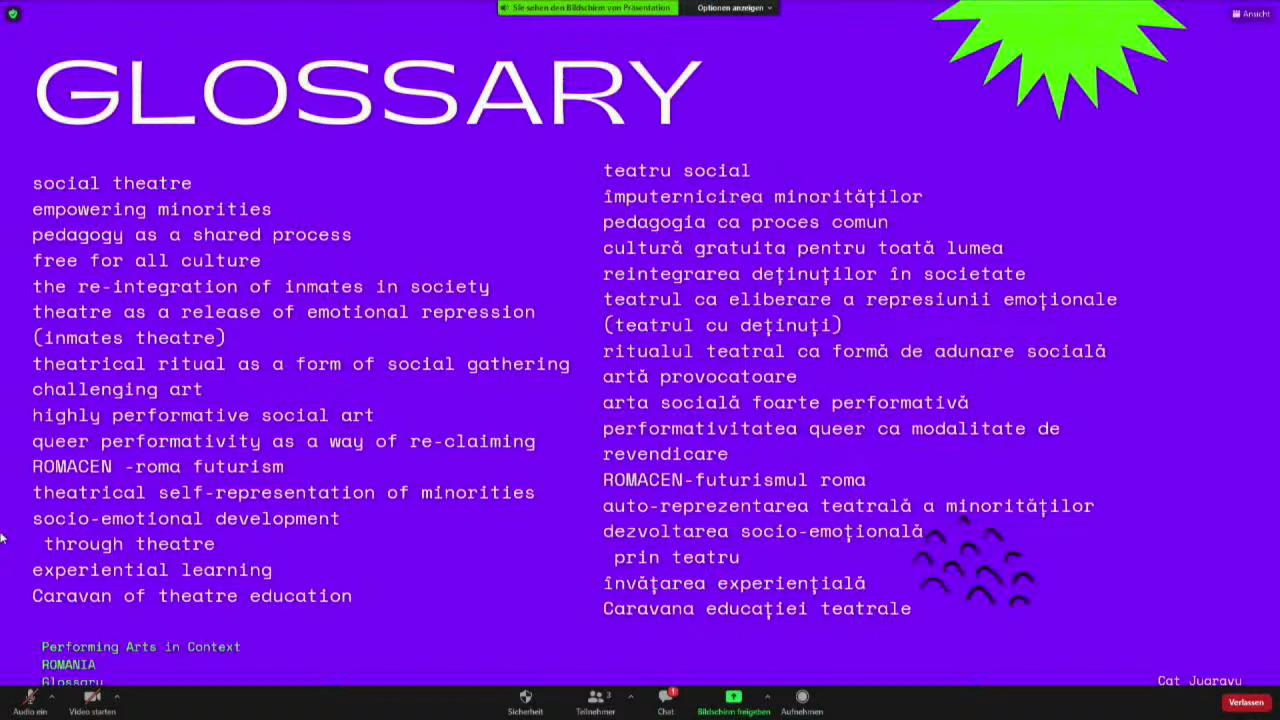 Sie sehen den Bildschirm von Präsentation
Optionen anzeigen
Ansicht
GLOSSARY
social theatre
empowering minorities
pedagogy as a shared process
free for all culture
the re-integration of inmates in society
theatre as a release of emotional repression
(inmates theatre)
theatrical ritual as a form of social gathering
challenging art
highly performative social art
queer performativity as a way of re-claiming
ROMACEN -roma futurism
theatrical self-representation of minorities
socio-emotional development
through theatre
experiential learning
Caravan of theatre education
teatru social
împuternicirea minorităților
pedagogia ca proces comun
cultură gratuita pentru toată lumea
reintegrarea deținuților în societate
teatrul ca eliberare a represiunii emoționale
(teatrul cu deținuți)
ritualul teatral ca formă de adunare socială
artă provocatoare
arta socială foarte performativă
performativitatea queer ca modalitate de
revendicare
ROMACEN-futurismul roma
auto-reprezentarea teatrală a minorităților
dezvoltarea socio-emoțională
prin teatru
învățarea experiențială
Caravana educației teatrale
Performing Arts in Context
ROMANIA
Glossary
Cat Jugravu
Audio ein
Video starten
Sicherheit
3
Teilnehmer
1
Chat
Bildschirm freigeben
Aufnehmen
Verlassen